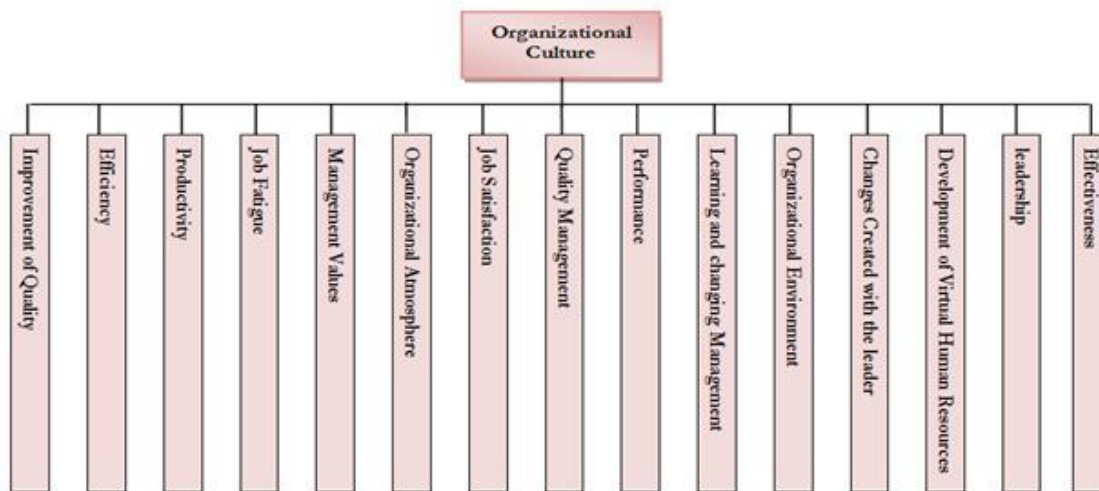 Organizational
Culture
Improvement of Quality
Efficiency
Productivity
Job Fatigue
Management Values
Organizational Atmosphere
Job Satisfaction
Quality Management
Performance
Learning and changing Management
Organizational Environment
Changes Created with the leader
Development of Virtual Human Resources
leadership
Effectiveness